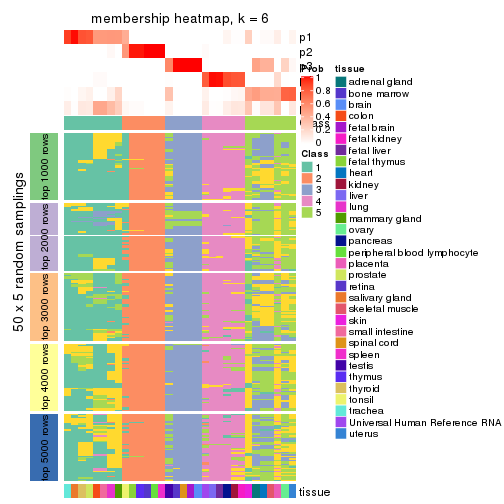 membership heatmap, k = 6
p1
p2
p3
Prob
1
0.8
0.6
0.4
0.2
0
Class
1
2
3
4
5
50 x 5 random samplings
top 1000 rows
top 2000 rows
top 3000 rows
top 4000 rows
top 5000 rows
tissue
tissue
adrenal gland
bone marrow
brain
colon
fetal brain
fetal kidney
fetal liver
fetal thymus
heart
kidney
liver
lung
mammary gland
ovary
pancreas
peripheral blood lymphocyte
placenta
prostate
retina
salivary gland
skeletal muscle
skin
small intestine
spinal cord
spleen
testis
thymus
thyroid
tonsil
trachea
Universal Human Reference RNA
uterus